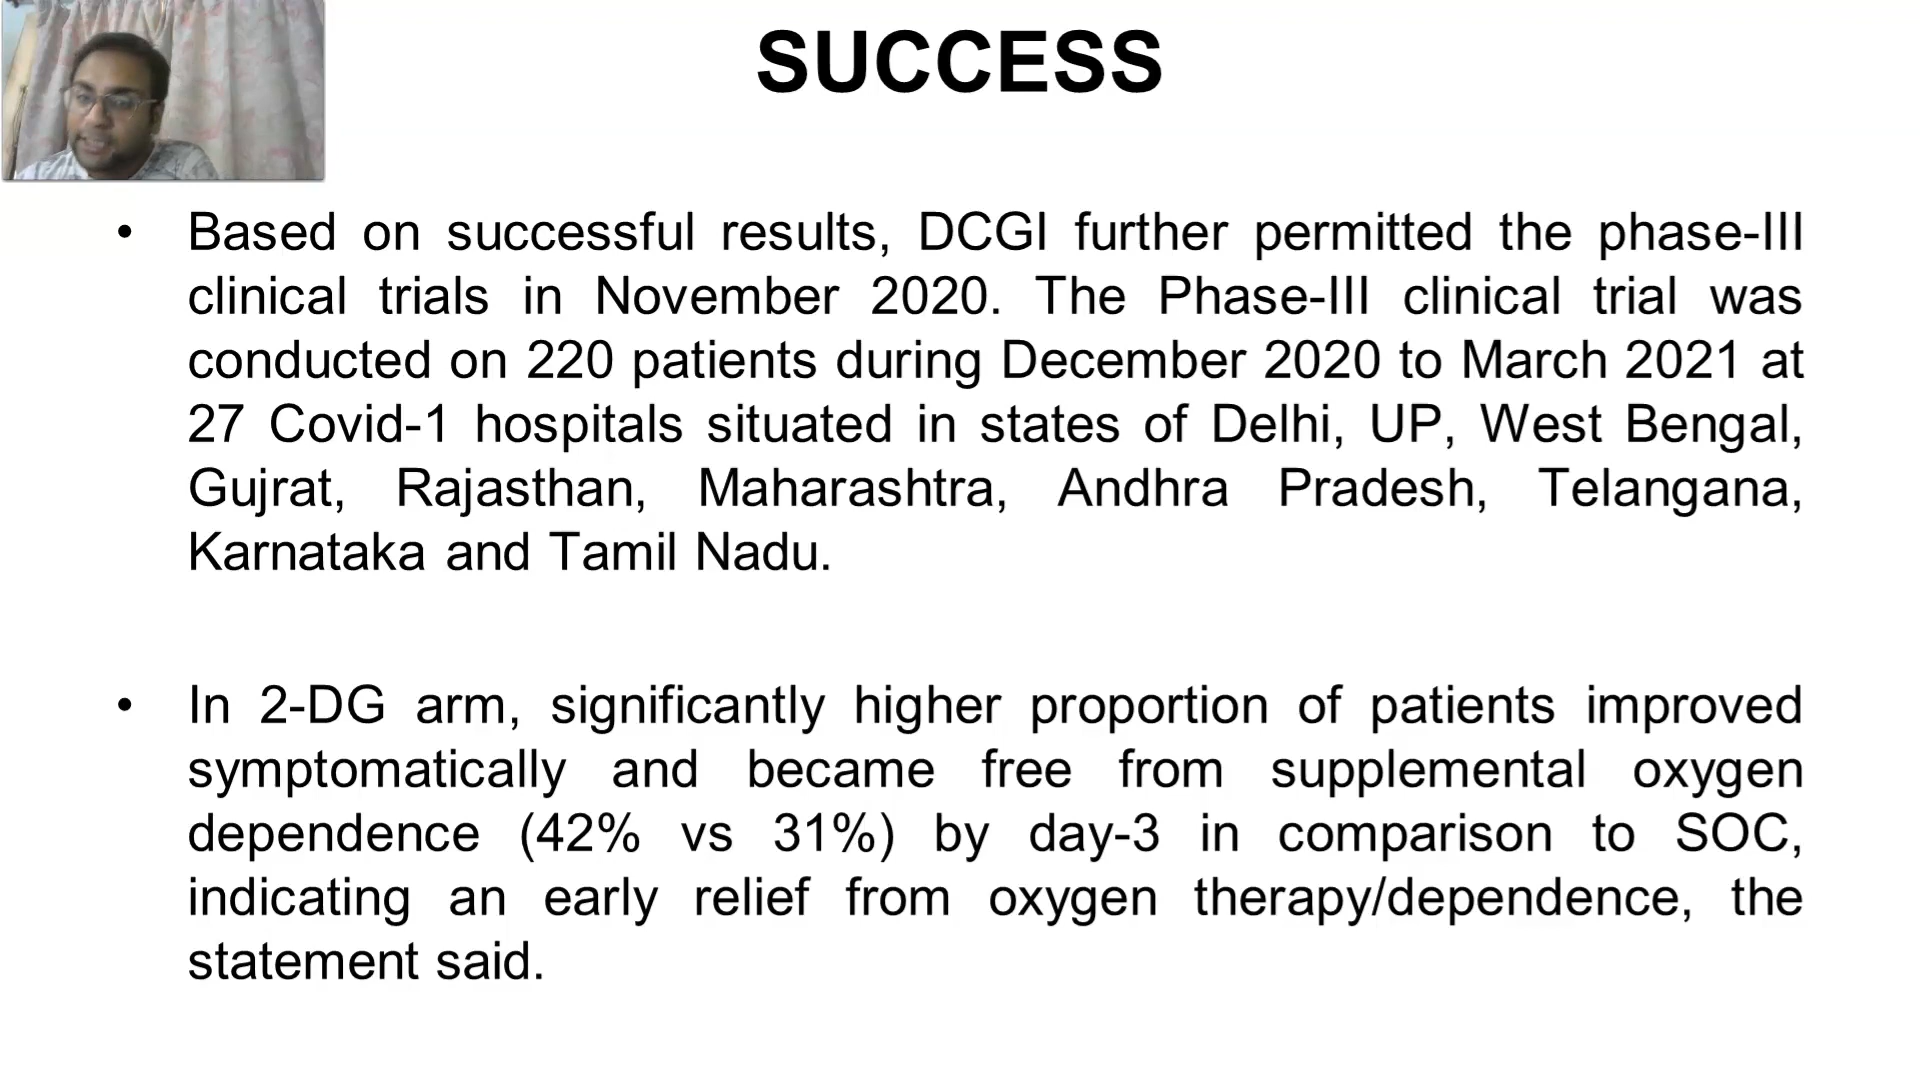 SUCCESS
• Based on successful results, DCGI further permitted the phase-III
clinical trials in November 2020. The Phase-III clinical trial was
conducted on 220 patients during December 2020 to March 2021 at
27 Covid-1 hospitals situated in states of Delhi, UP, West Bengal,
Gujrat, Rajasthan, Maharashtra, Andhra Pradesh, Telangana,
Karnataka and Tamil Nadu.
• In 2-DG arm, significantly higher proportion of patients improved
symptomatically and became free from supplemental oxygen
dependence (42% vs 31%) by day-3 in comparison to SOC,
indicating an early relief from oxygen therapy/dependence, the
statement said.